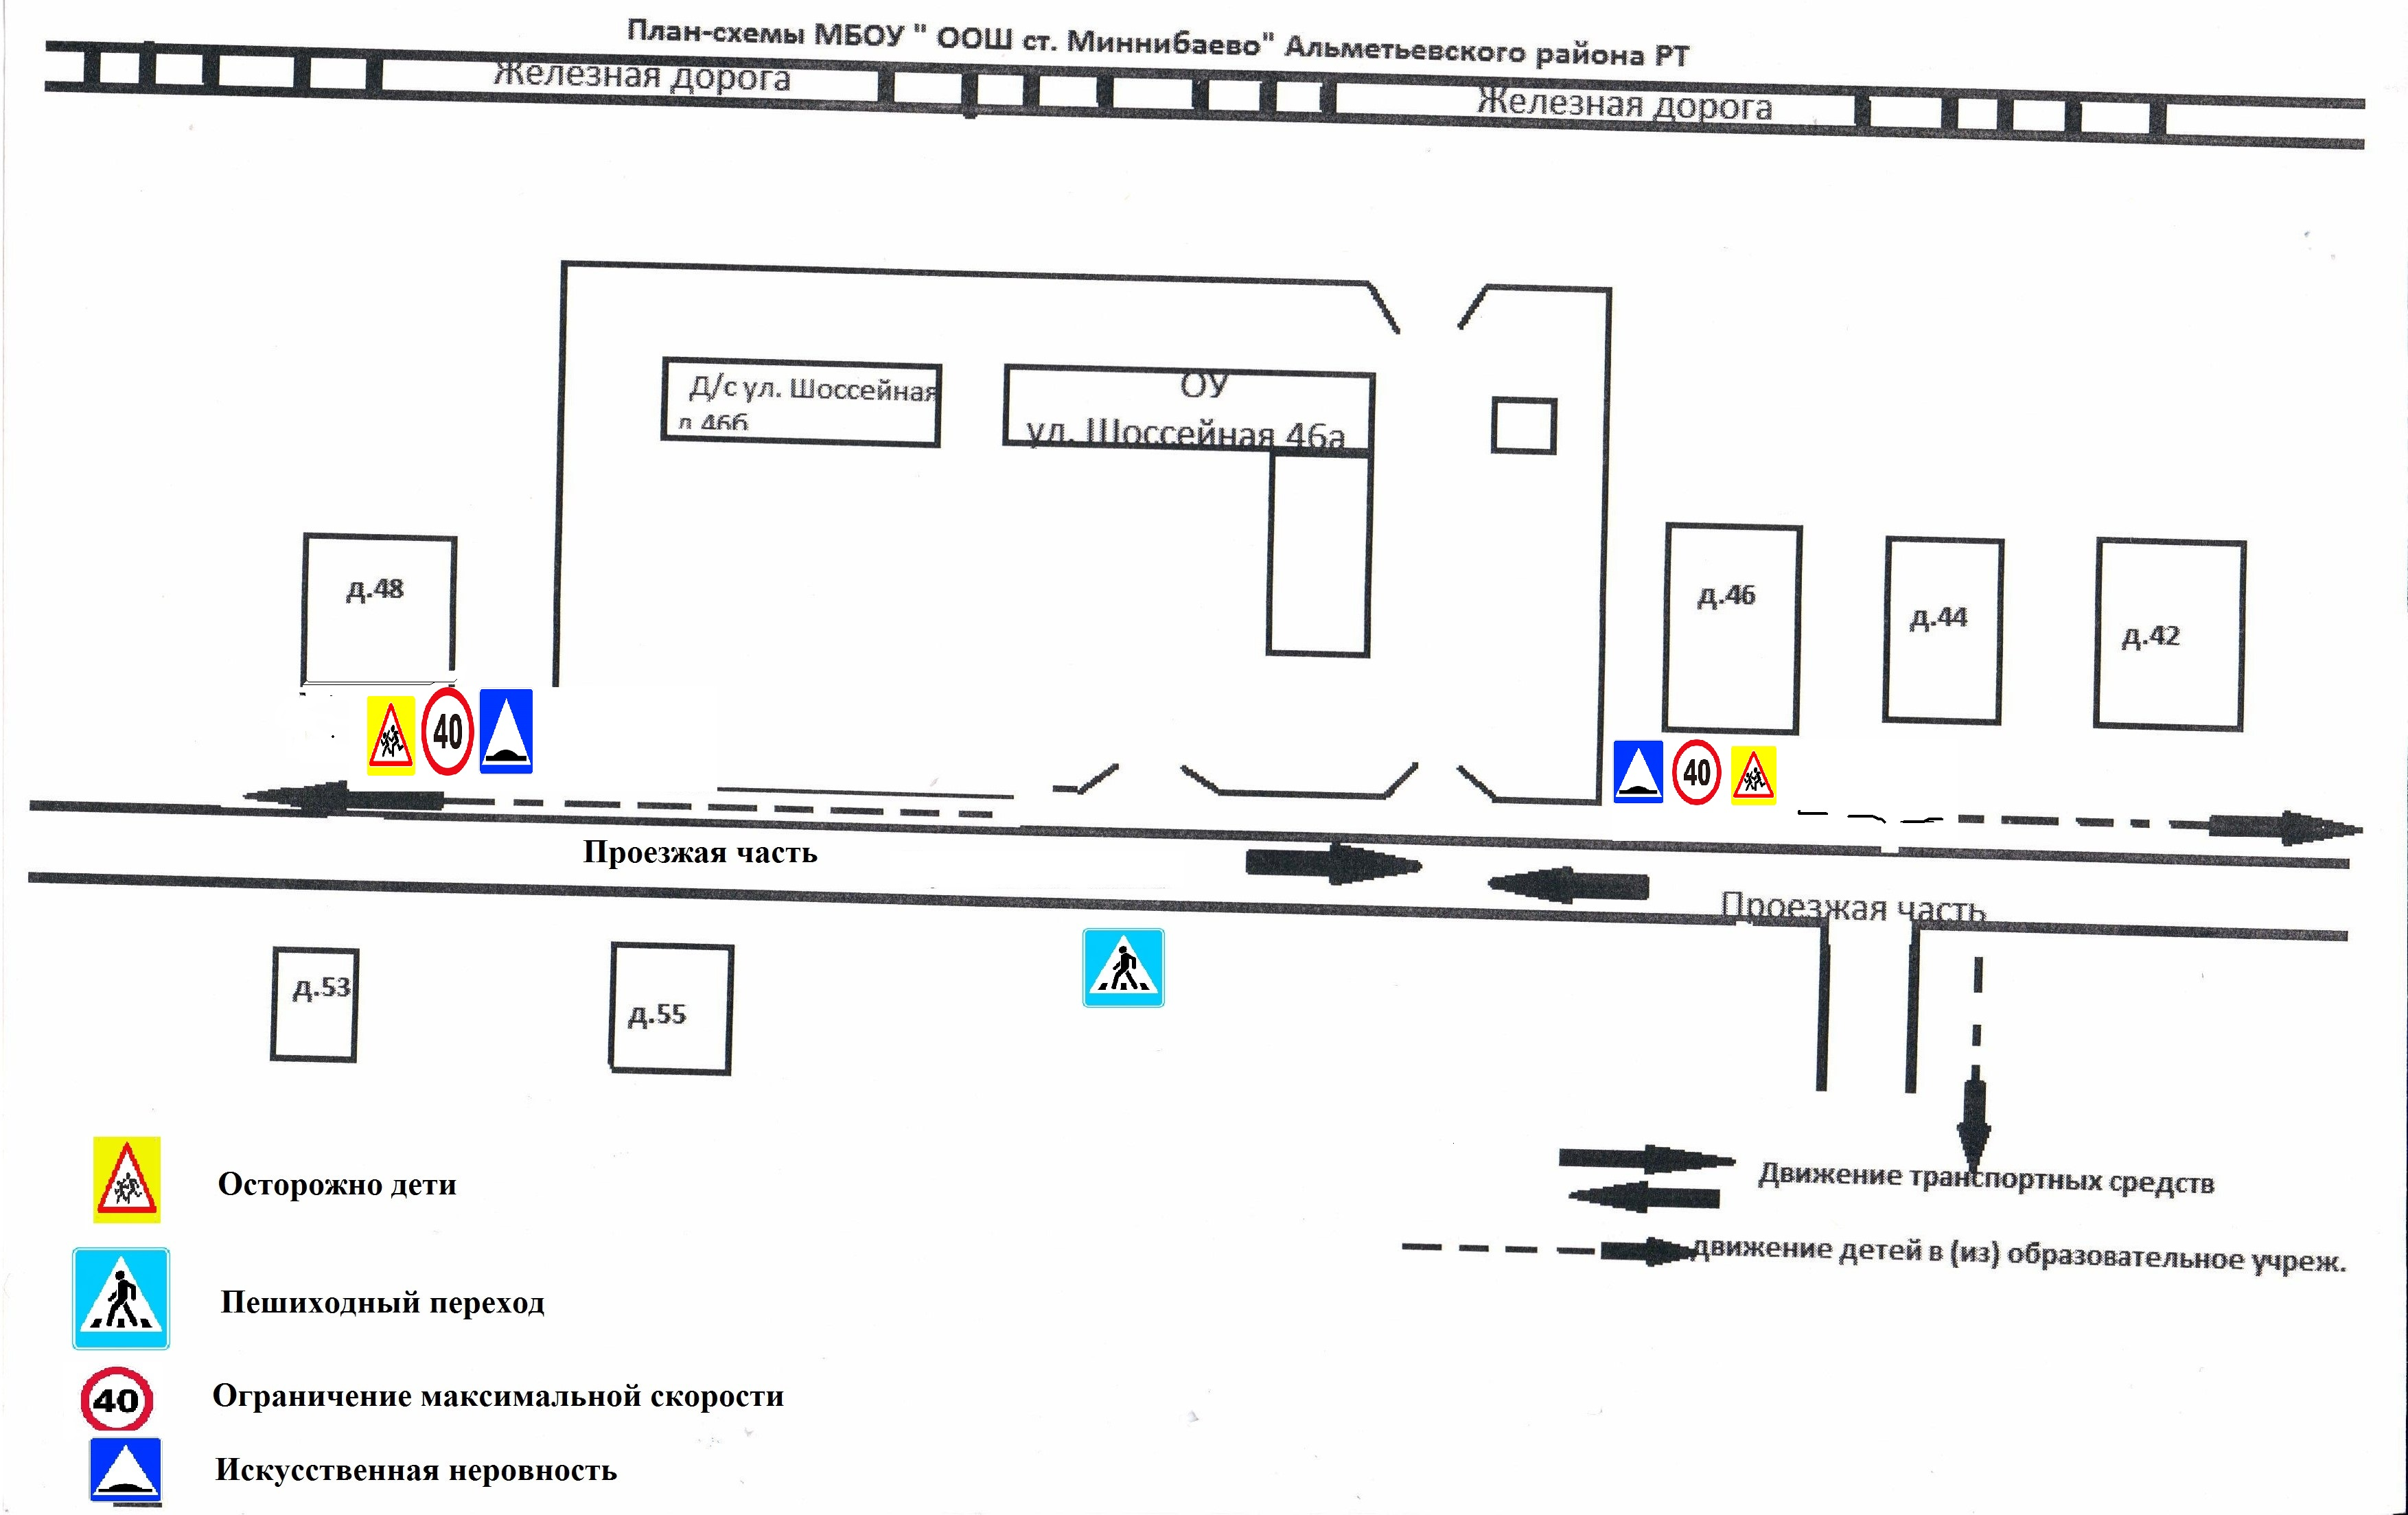 План-схемы МБОУ " ООШ ст. Миннибаево" Альметьевского района РТ
Железная дорога
Железная дорога
Д/с ул. Шоссейная
д 46б
ОУ
ул. Шоссейная 46а
д.48
д.46
д.44
д.42
40
40
Проезжая часть
Проезжая часть
д.53
д.55
Осторожно дети
Движение транспортных средств
движение детей в (из) образовательное учреж.
Пешиходный переход
40
Ограничение максимальной скорости
Искусственная неровность